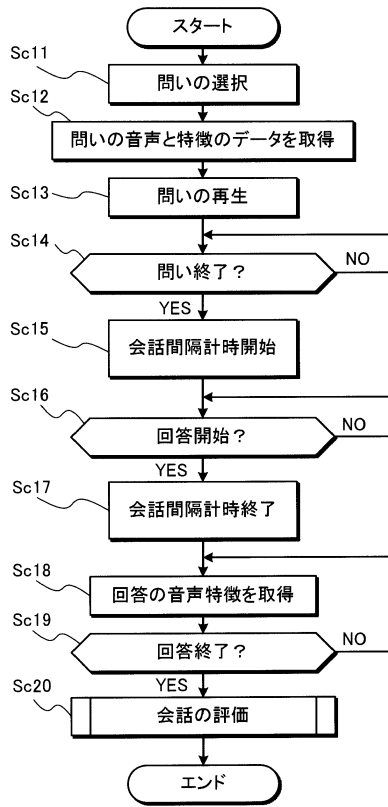 スタート
Sc11
問いの選択
Sc12
問いの音声と特徴のデータを取得
Sc13
問いの再生
Sc14
問い終了？
NO
YES
Sc15
会話間隔計時開始
Sc16
回答開始？
NO
YES
Sc17
会話間隔計時終了
Sc18
回答の音声特徴を取得
Sc19
回答終了？
NO
YES
Sc20
会話の評価
エンド